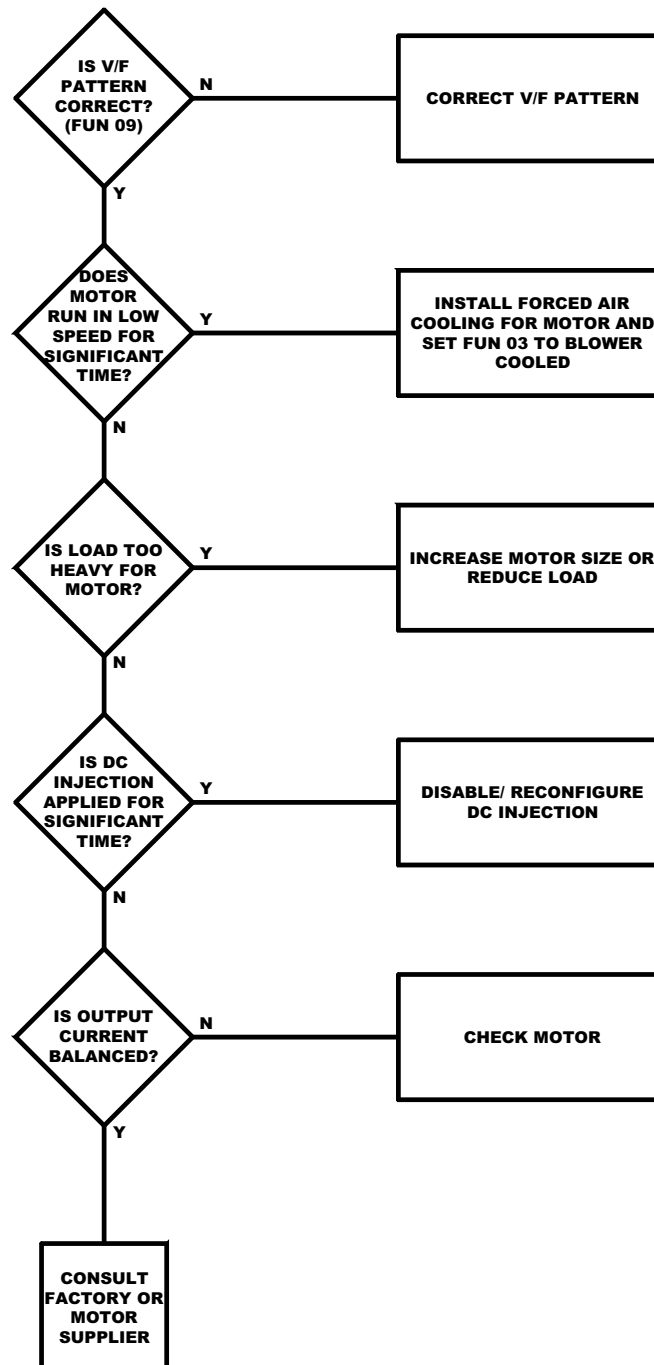 IS V/F
PATTERN
CORRECT?
(FUN 09)
N
CORRECT V/F PATTERN
Y
DOES
MOTOR
RUN IN LOW
SPEED FOR
SIGNIFICANT
TIME?
Y
INSTALL FORCED AIR
COOLING FOR MOTOR AND
SET FUN 03 TO BLOWER
COOLED
N
IS LOAD TOO
HEAVY FOR
MOTOR?
Y
INCREASE MOTOR SIZE OR
REDUCE LOAD
N
IS DC
INJECTION
APPLIED FOR
SIGNIFICANT
TIME?
Y
DISABLE/ RECONFIGURE
DC INJECTION
N
IS OUTPUT
CURRENT
BALANCED?
N
CHECK MOTOR
Y
CONSULT
FACTORY OR
MOTOR
SUPPLIER